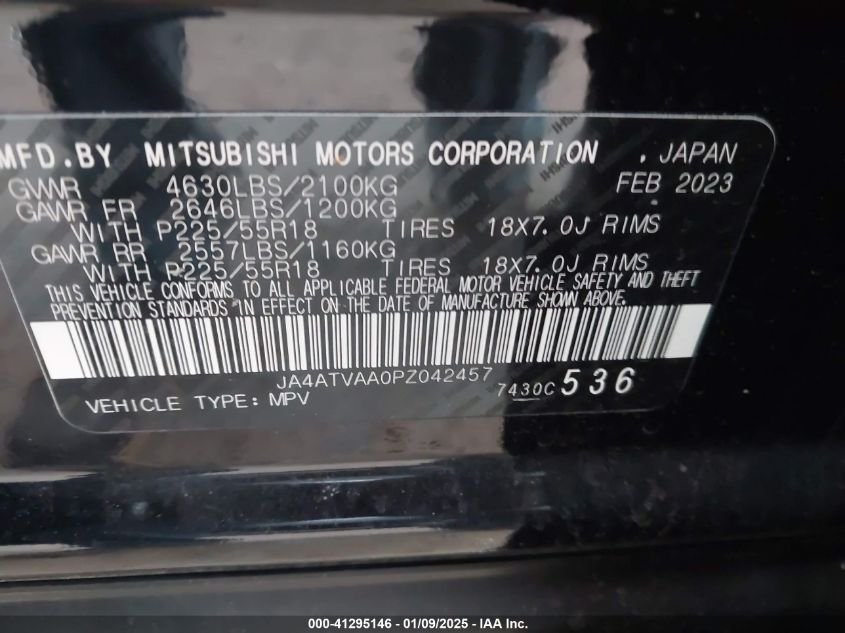 MFD.BY MITSUBISHI MOTORS CORPORATION . JAPAN
GVWR 4630LBS/2100KG FEB 2023
GAWR FR 2646LBS/1200KG
WITH P225/55R18 TIRES 18X7.0J RIMS
GAWR RR 2557LBS/1160KG
WITH P225/55R18 TIRES 18X7.0J RIMS
THIS VEHICLE CONFORMS TO ALL APPLICABLE FEDERAL MOTOR VEHICLE SAFETY AND THEFT
PREVENTION STANDARDS IN EFFECT ON THE DATE OF MANUFACTURE SHOWN ABOVE.
JA4ATVAA0PZ042457 7430C 536
VEHICLE TYPE: MPV
000-41295146 - 01/09/2025 - IAA Inc.